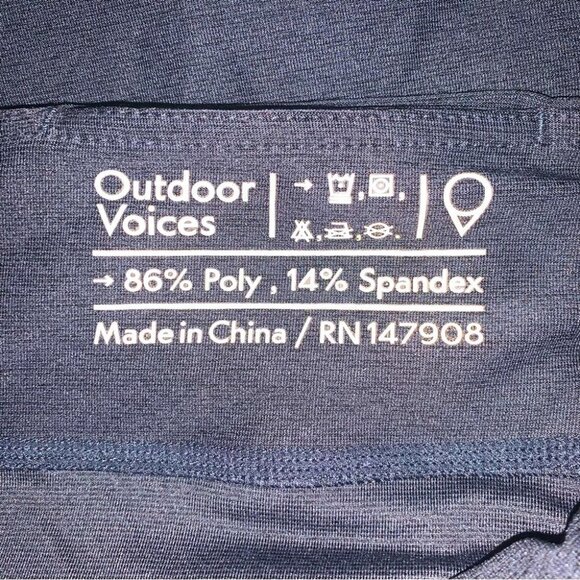 Outdoor
Voices
→ 86% Poly , 14% Spandex
Made in China / RN 147908